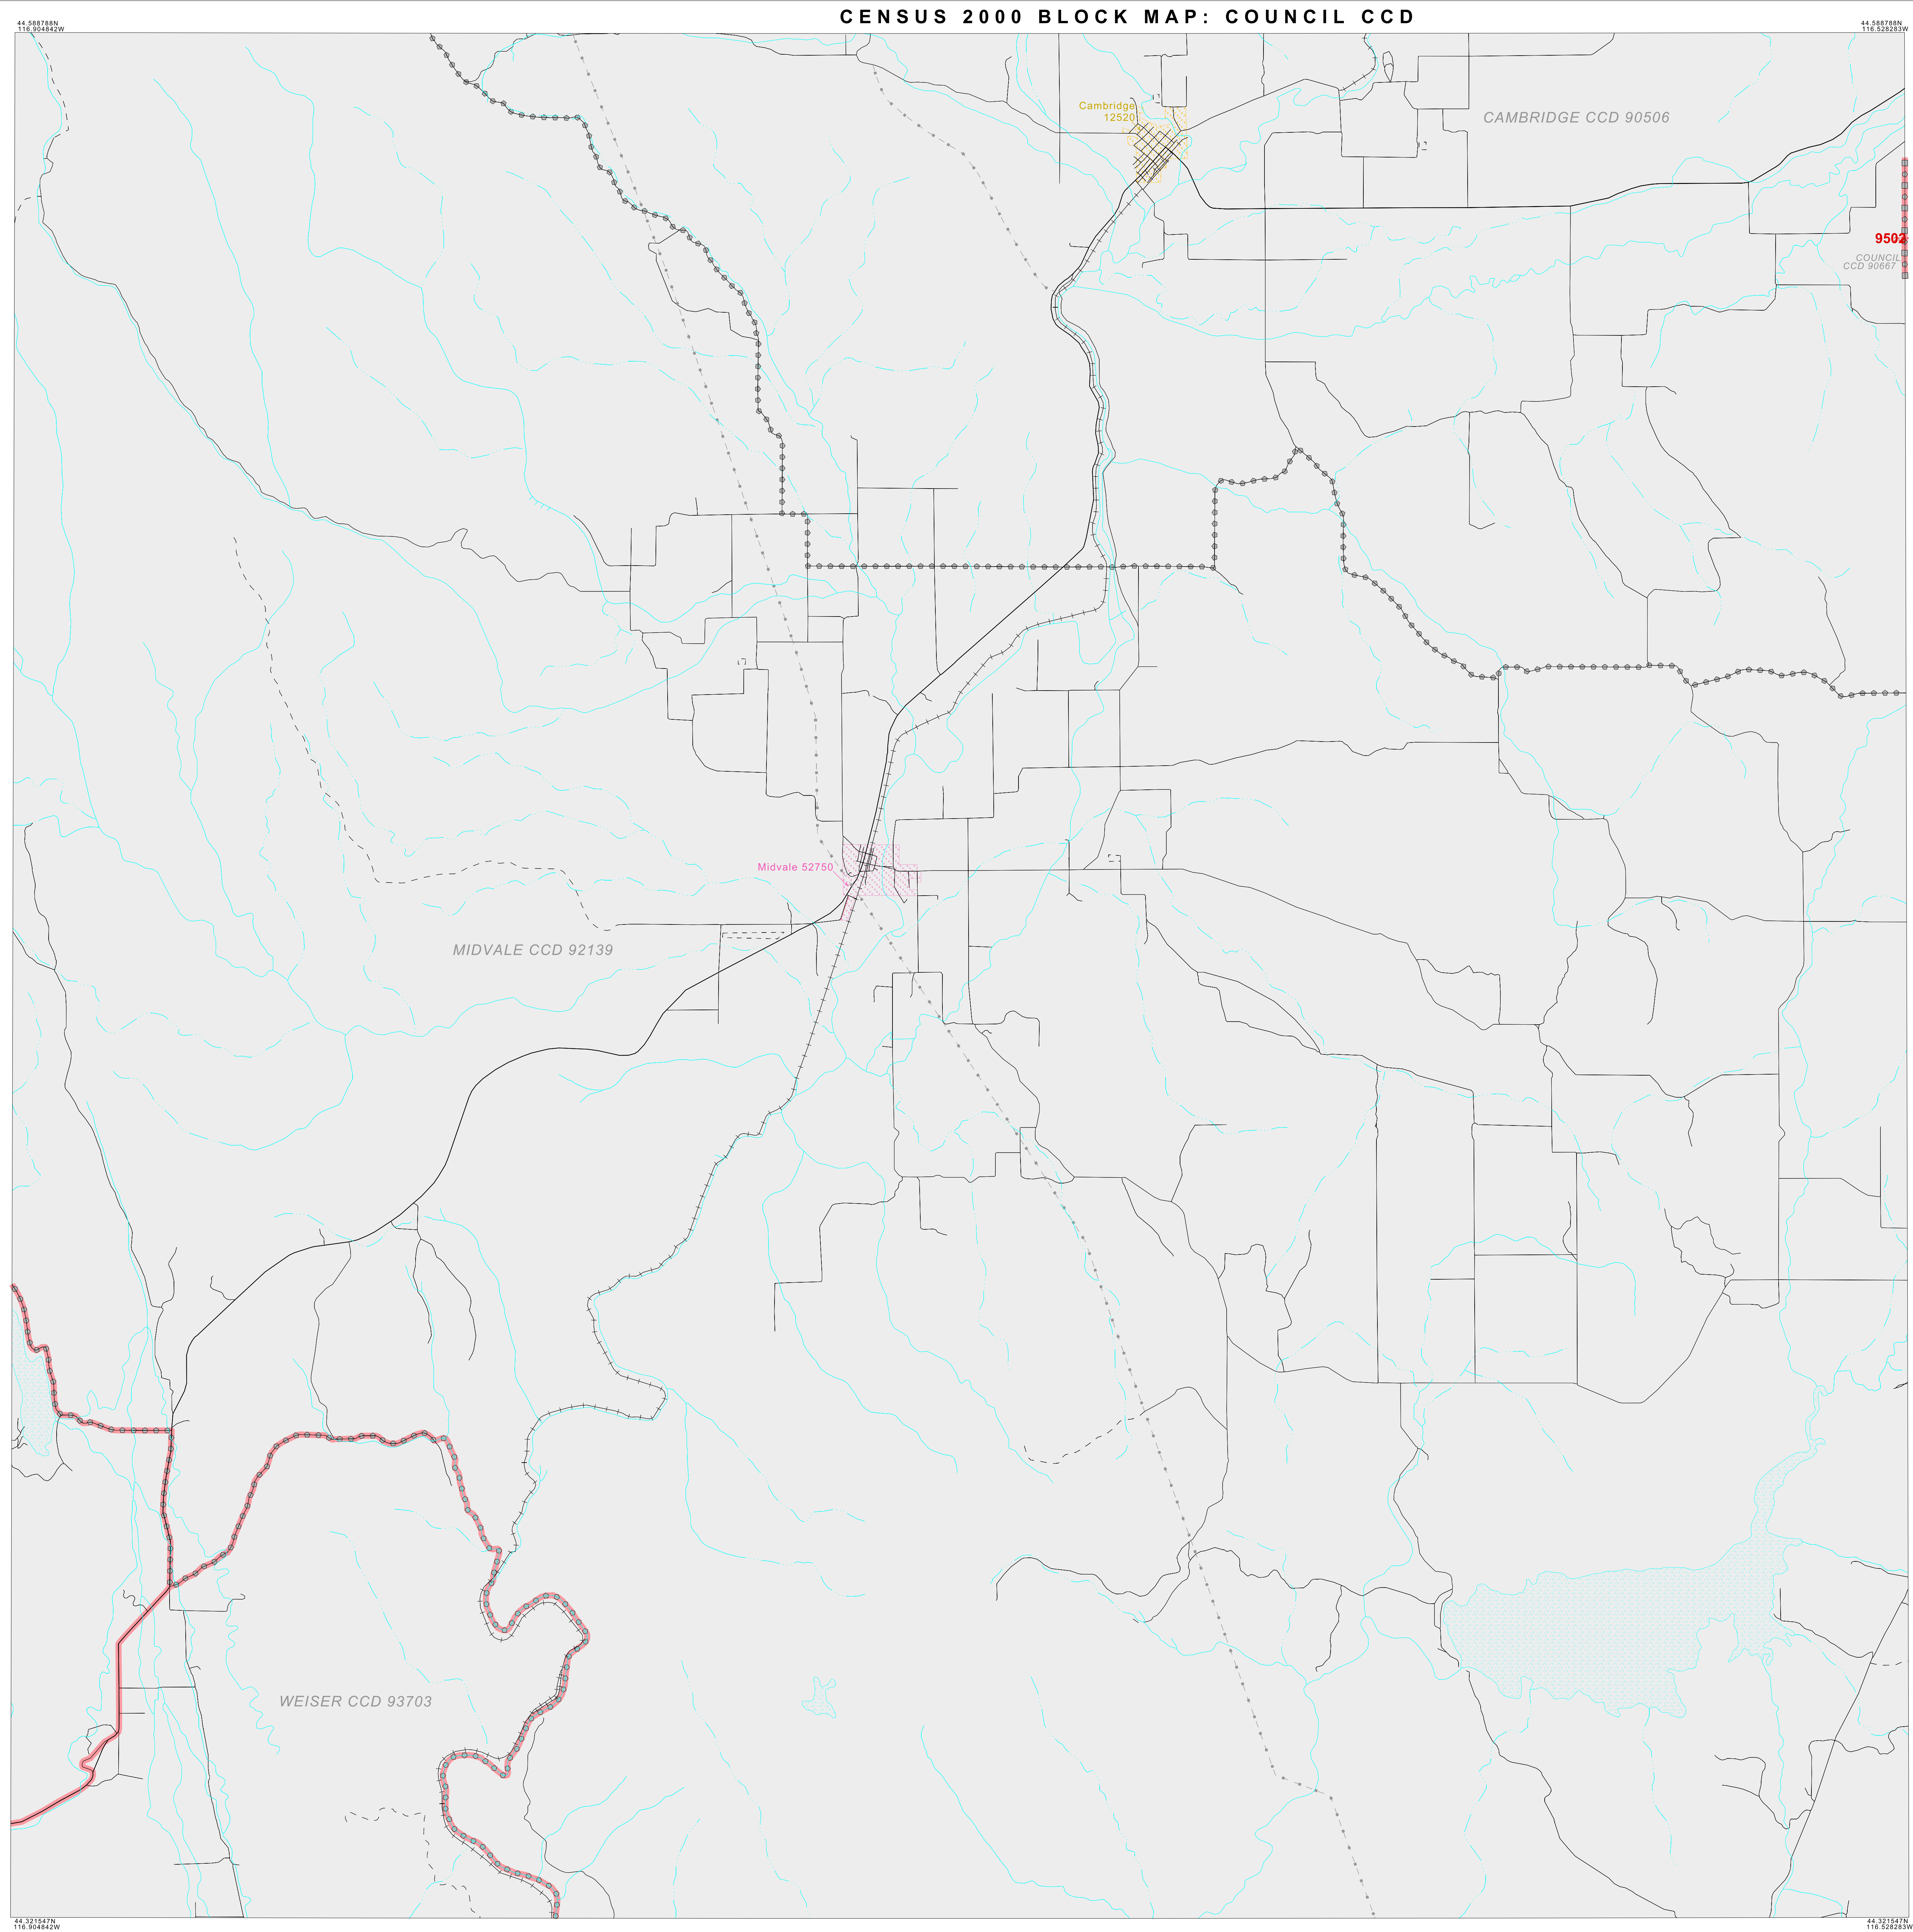 CENSUS 2000 BLOCK MAP: COUNCIL CCD
44.588788N
116.904842W
44.588788N
116.528283W
Cambridge
12520
CAMBRIDGE CCD 90506
9502
COUNCIL
CCD 90667
Midvale 52750
MIDVALE CCD 92139
WEISER CCD 93703
44.321547N
116.904842W
44.321547N
116.528283W